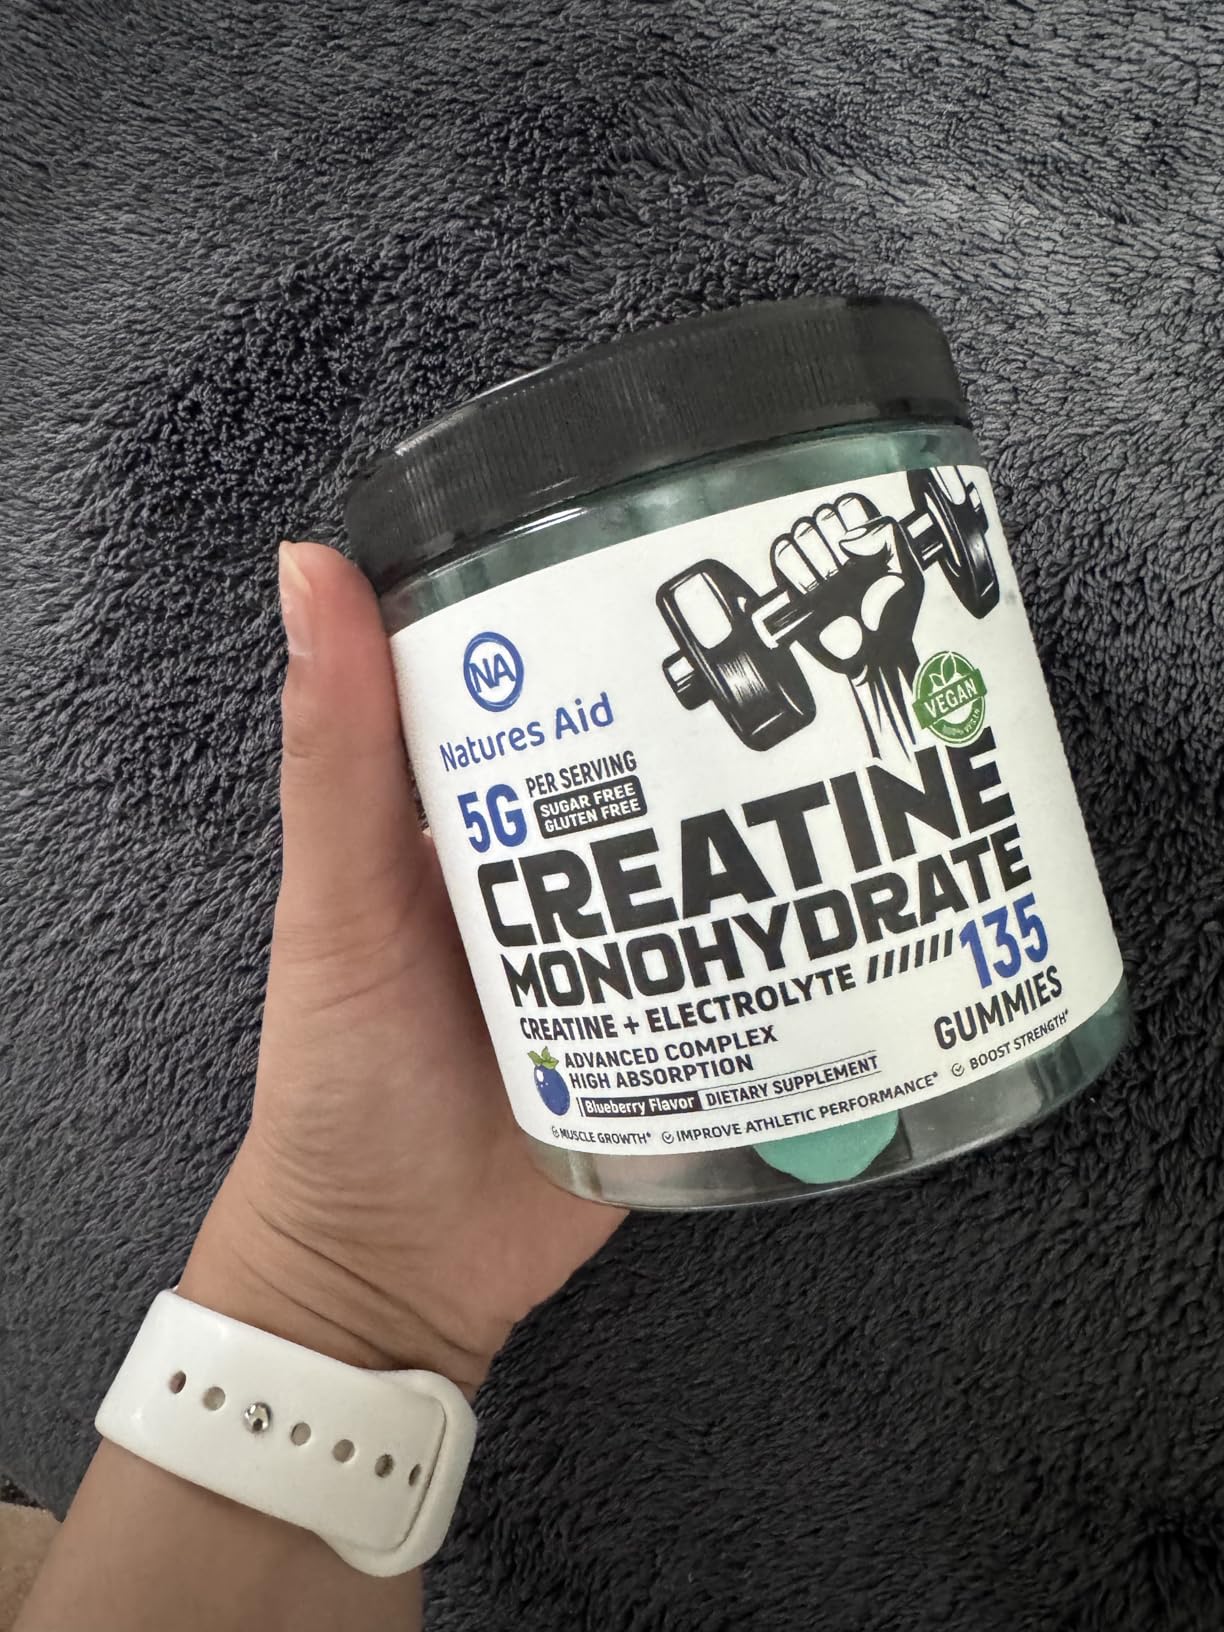 NA
Natures Aid
VEGAN
5G PER SERVING
SUGAR FREE
GLUTEN FREE
CREATINE
MONOHYDRATE
CREATINE + ELECTROLYTE //////// 135
GUMMIES
ADVANCED COMPLEX
HIGH ABSORPTION
Blueberry Flavor DIETARY SUPPLEMENT
MUSCLE GROWTH* IMPROVE ATHLETIC PERFORMANCE* BOOST STRENGTH*